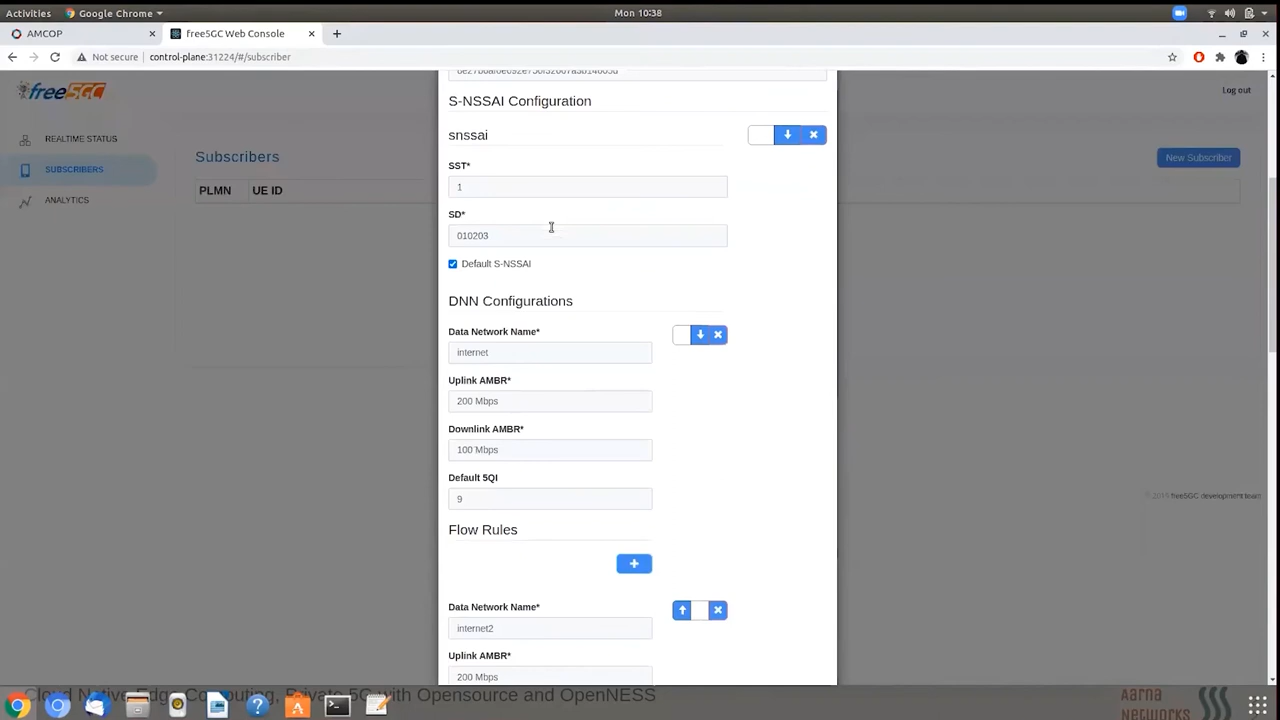 Activities
Google Chrome
Mon 10:38
AMCOP
free5GC Web Console
Not secure
control-plane:31224/#/subscriber
free5GC
Log out
REALTIME STATUS
SUBSCRIBERS
ANALYTICS
Subscribers
New Subscriber
PLMN
UE ID
S-NSSAI Configuration
snssai
SST*
1
SD*
010203
Default S-NSSAI
DNN Configurations
Data Network Name*
internet
Uplink AMBR*
200 Mbps
Downlink AMBR*
100 Mbps
Default 5QI
9
Flow Rules
Data Network Name*
internet2
Uplink AMBR*
200 Mbps
free5GC development team
Cloud Native Edge Computing, Private 5G with Opensource and OpenNESS
Aarna
Networks